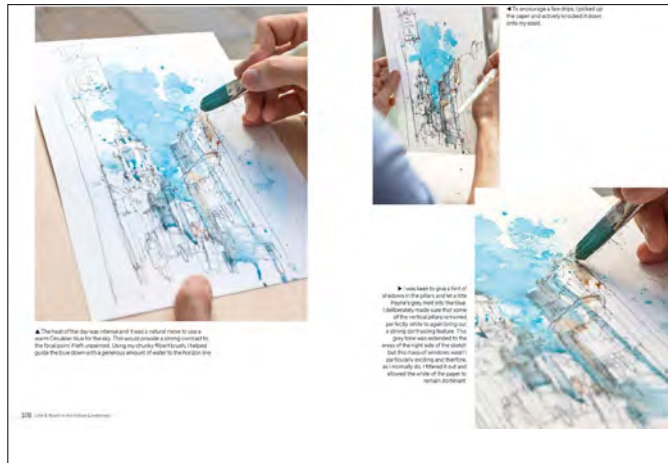 ▲ The heat of the day was intense and it was a natural move to use a
warm Cerulean blue for the sky. This would provide a strong contrast to
the focal point if left unpainted. Using my chunky filbert brush, I helped
guide the blue down with a generous amount of water to the horizon line
108 Line & Wash in the Urban Landscape
◄ To encourage a few drips, I picked up
the paper and actively knocked it down
onto my easel.
► I was keen to give a hint of
shadows in the pillars and let a little
Payne's grey melt into the blue.
I deliberately made sure that some
of the vertical pillars remained
perfectly white to again bring out
a strong contrasting feature. The
grey tone was extended to the
areas of the right side of the sketch
but this mass of windows wasn't
particularly exciting and therefore,
as I normally do, I filtered it out and
allowed the white of the paper to
remain dominant.